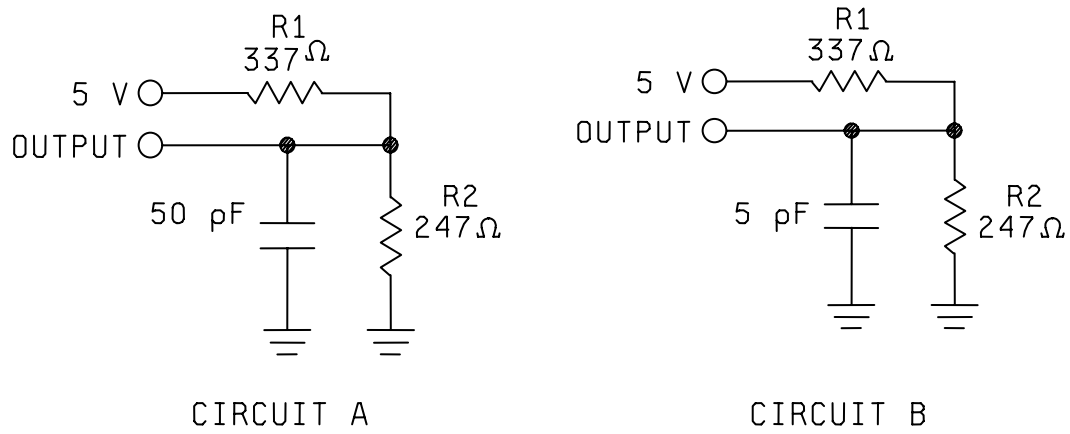 R1
337Ω
5 V
OUTPUT
50 pF
R2
247Ω
CIRCUIT A
R1
337Ω
5 V
OUTPUT
5 pF
R2
247Ω
CIRCUIT B